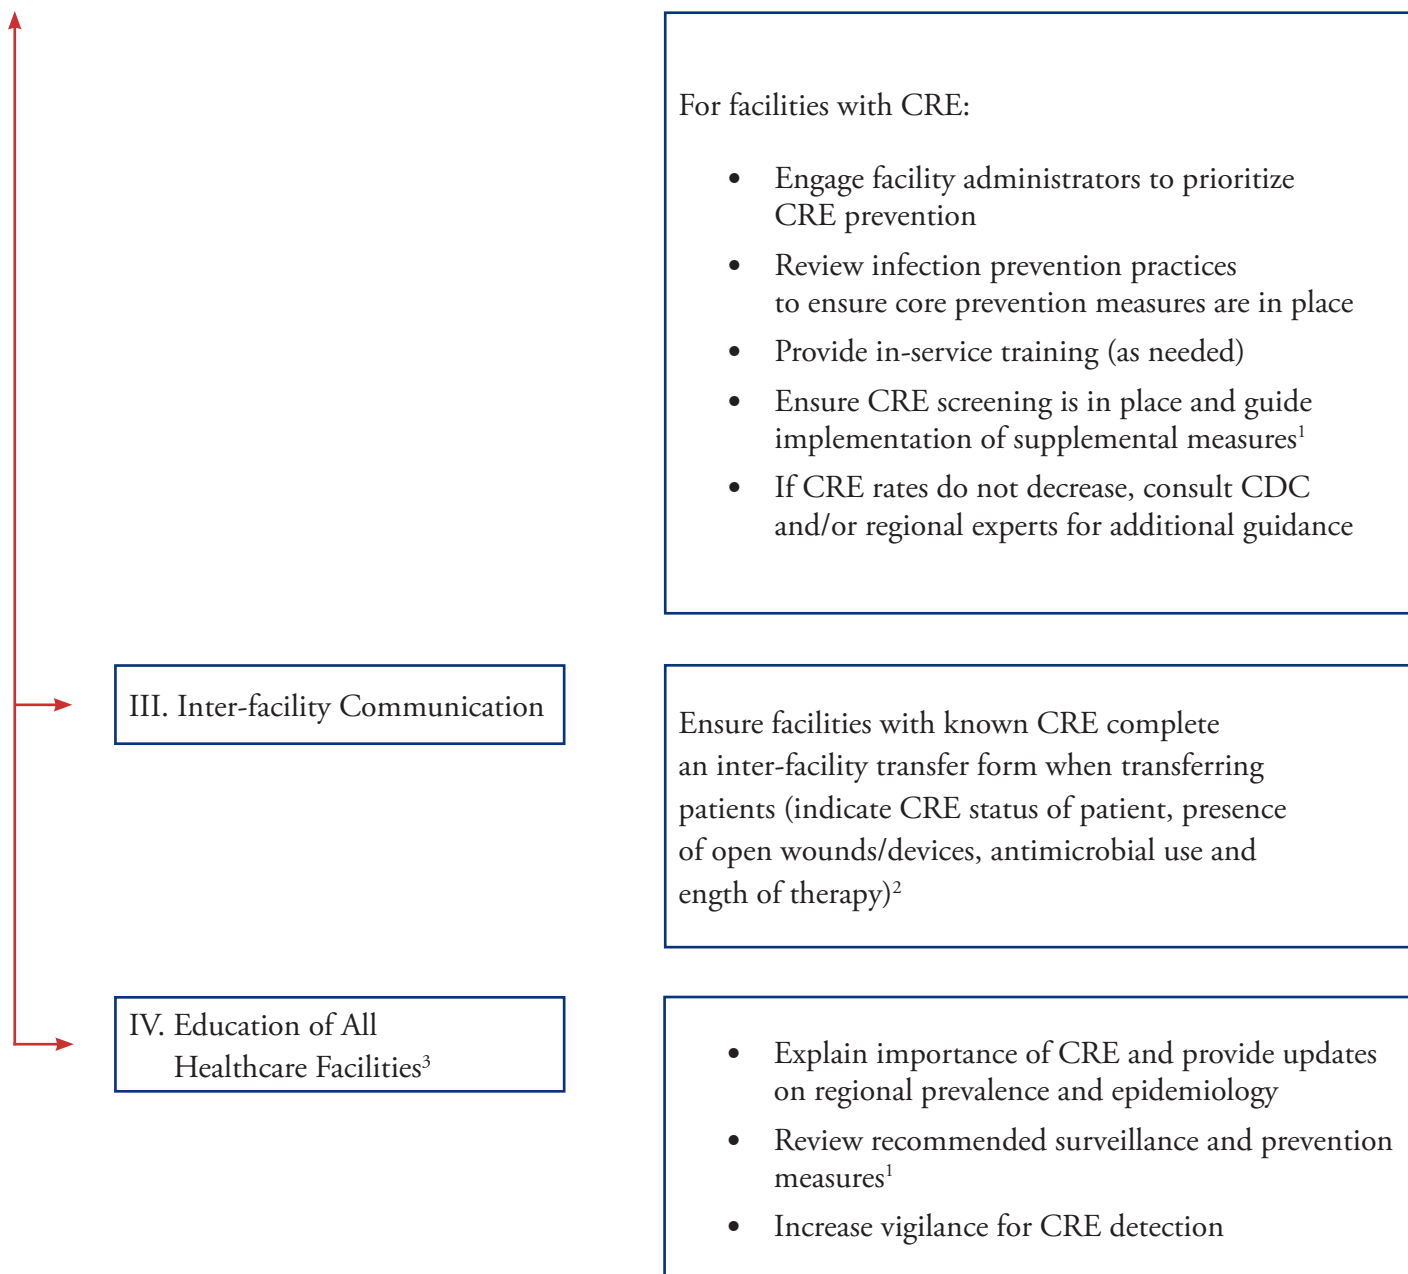 For facilities with CRE:
• Engage facility administrators to prioritize
CRE prevention
• Review infection prevention practices
to ensure core prevention measures are in place
• Provide in-service training (as needed)
• Ensure CRE screening is in place and guide
implementation of supplemental measures¹
• If CRE rates do not decrease, consult CDC
and/or regional experts for additional guidance
III. Inter-facility Communication
Ensure facilities with known CRE complete
an inter-facility transfer form when transferring
patients (indicate CRE status of patient, presence
of open wounds/devices, antimicrobial use and
ength of therapy)²
IV. Education of All
Healthcare Facilities³
• Explain importance of CRE and provide updates
on regional prevalence and epidemiology
• Review recommended surveillance and prevention
measures¹
• Increase vigilance for CRE detection